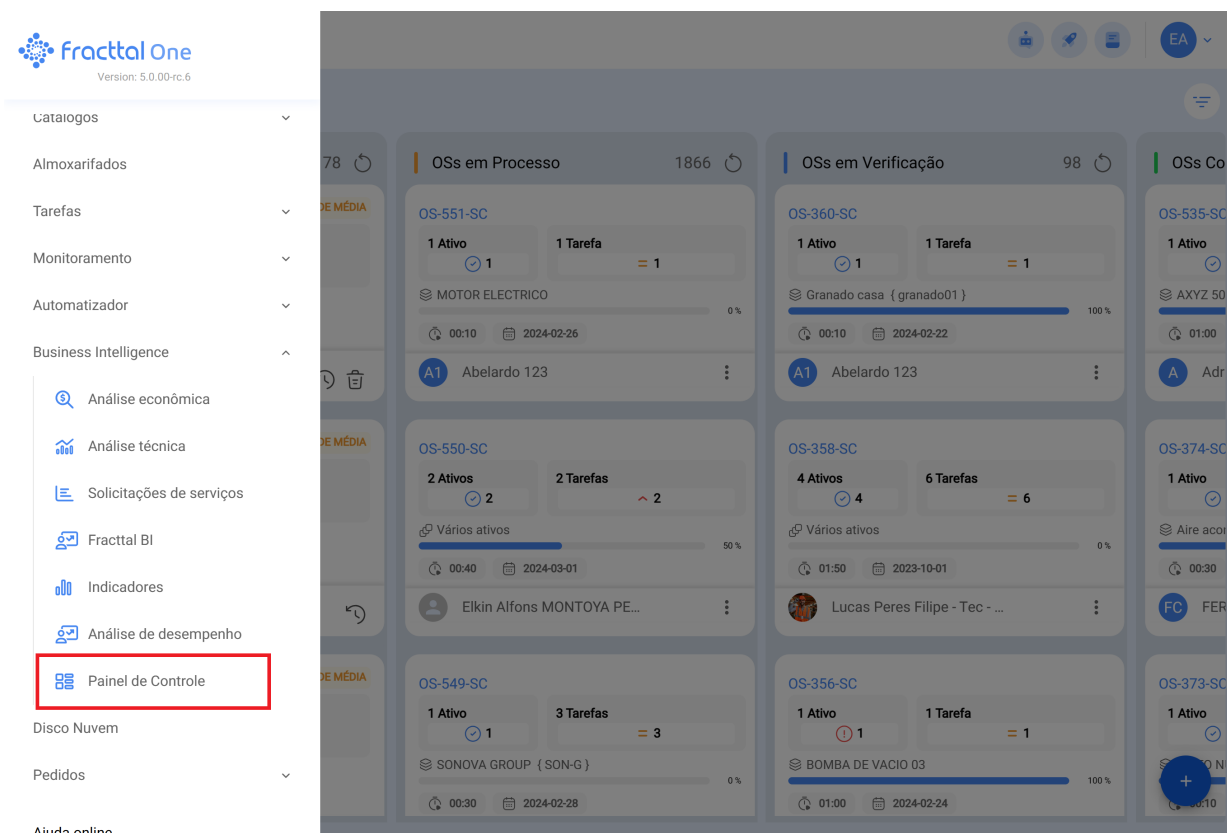 fracttal One
Version: 5.0.00-rc.6
EA
Catálogos
Almoxarifados
Tarefas
Monitoramento
Automatizador
Business Intelligence
Análise econômica
Análise técnica
Solicitações de serviços
Fracttal BI
Indicadores
Análise de desempenho
Painel de Controle
Disco Nuvem
Pedidos
Ajuda online
78
DE MÉDIA
DE MÉDIA
DE MÉDIA
OSs em Processo 1866
OS-551-SC
1 Ativo 1 Tarefa
1 = 1
MOTOR ELECTRICO
0 %
00:10 2024-02-26
A1 Abelardo 123
OS-550-SC
2 Ativos 2 Tarefas
2 2
Vários ativos
50 %
00:40 2024-03-01
Elkin Alfons MONTOYA PE...
OS-549-SC
1 Ativo 3 Tarefas
1 = 3
SONOVA GROUP { SON-G }
0 %
00:30 2024-02-28
OSs em Verificação 98
OS-360-SC
1 Ativo 1 Tarefa
1 = 1
Granado casa { granado01 }
100 %
00:10 2024-02-22
A1 Abelardo 123
OS-358-SC
4 Ativos 6 Tarefas
4 = 6
Vários ativos
0 %
01:50 2023-10-01
Lucas Peres Filipe - Tec - ...
OS-356-SC
1 Ativo 1 Tarefa
1 = 1
BOMBA DE VACIO 03
100 %
01:00 2024-02-24
OSs Co
OS-535-SC
1 Ativo
AXYZ 50
01:00
A Adr
OS-374-SC
1 Ativo
Aire acor
00:30
FC FER
OS-373-SC
1 Ativo
+
:10